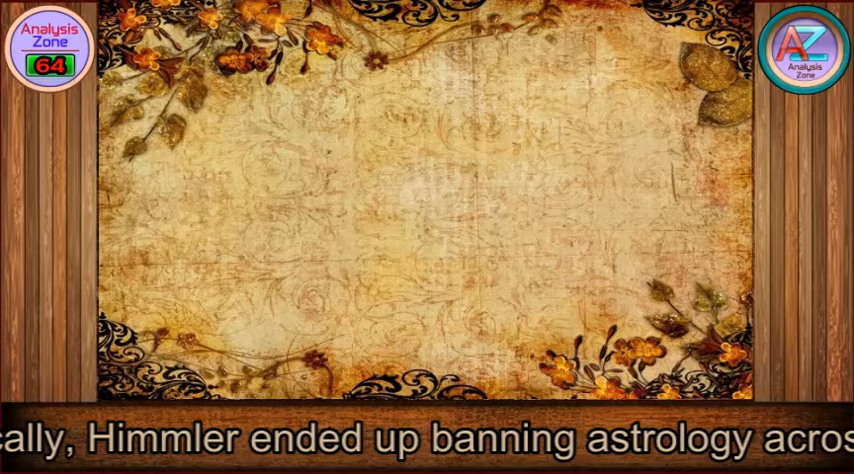 Analysis
Zone
64
AZ
Analysis
Zone
cally, Himmler ended up banning astrology acros